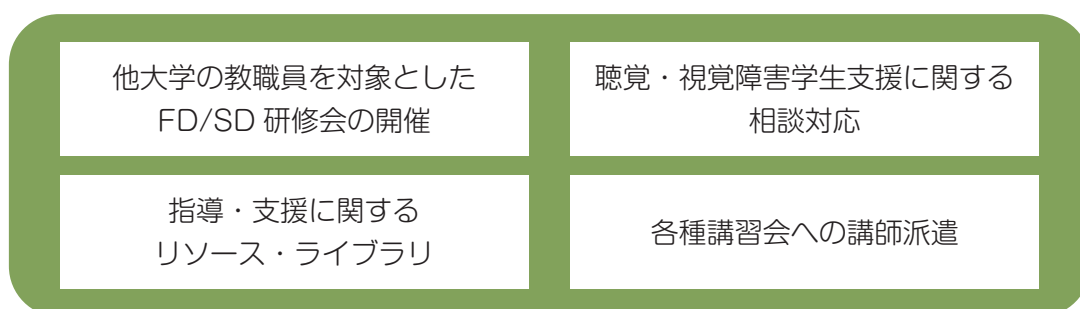 他大学の教職員を対象とした
FD/SD 研修会の開催
聴覚・視覚障害学生支援に関する
相談対応
指導・支援に関する
リソース・ライブラリ
各種講習会への講師派遣